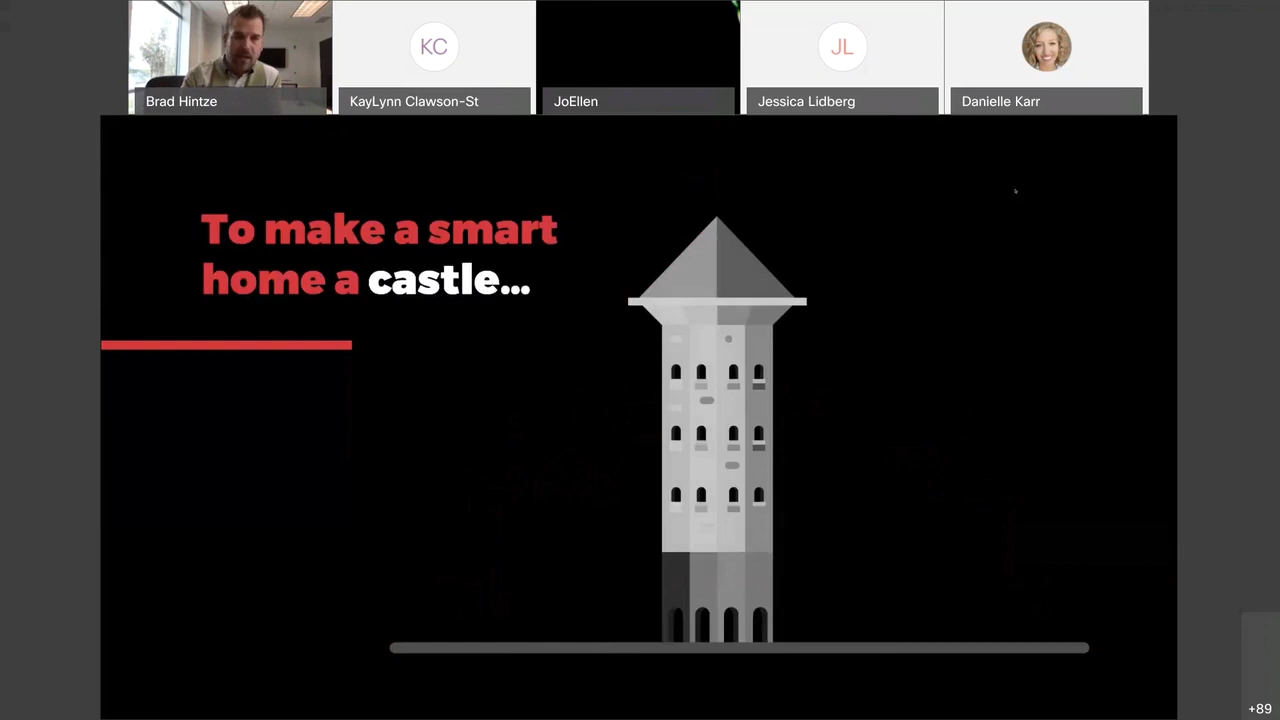 KC
JL
Brad Hintze
KayLynn Clawson-St
JoEllen
Jessica Lidberg
Danielle Karr
To make a smart
home a castle...
+89